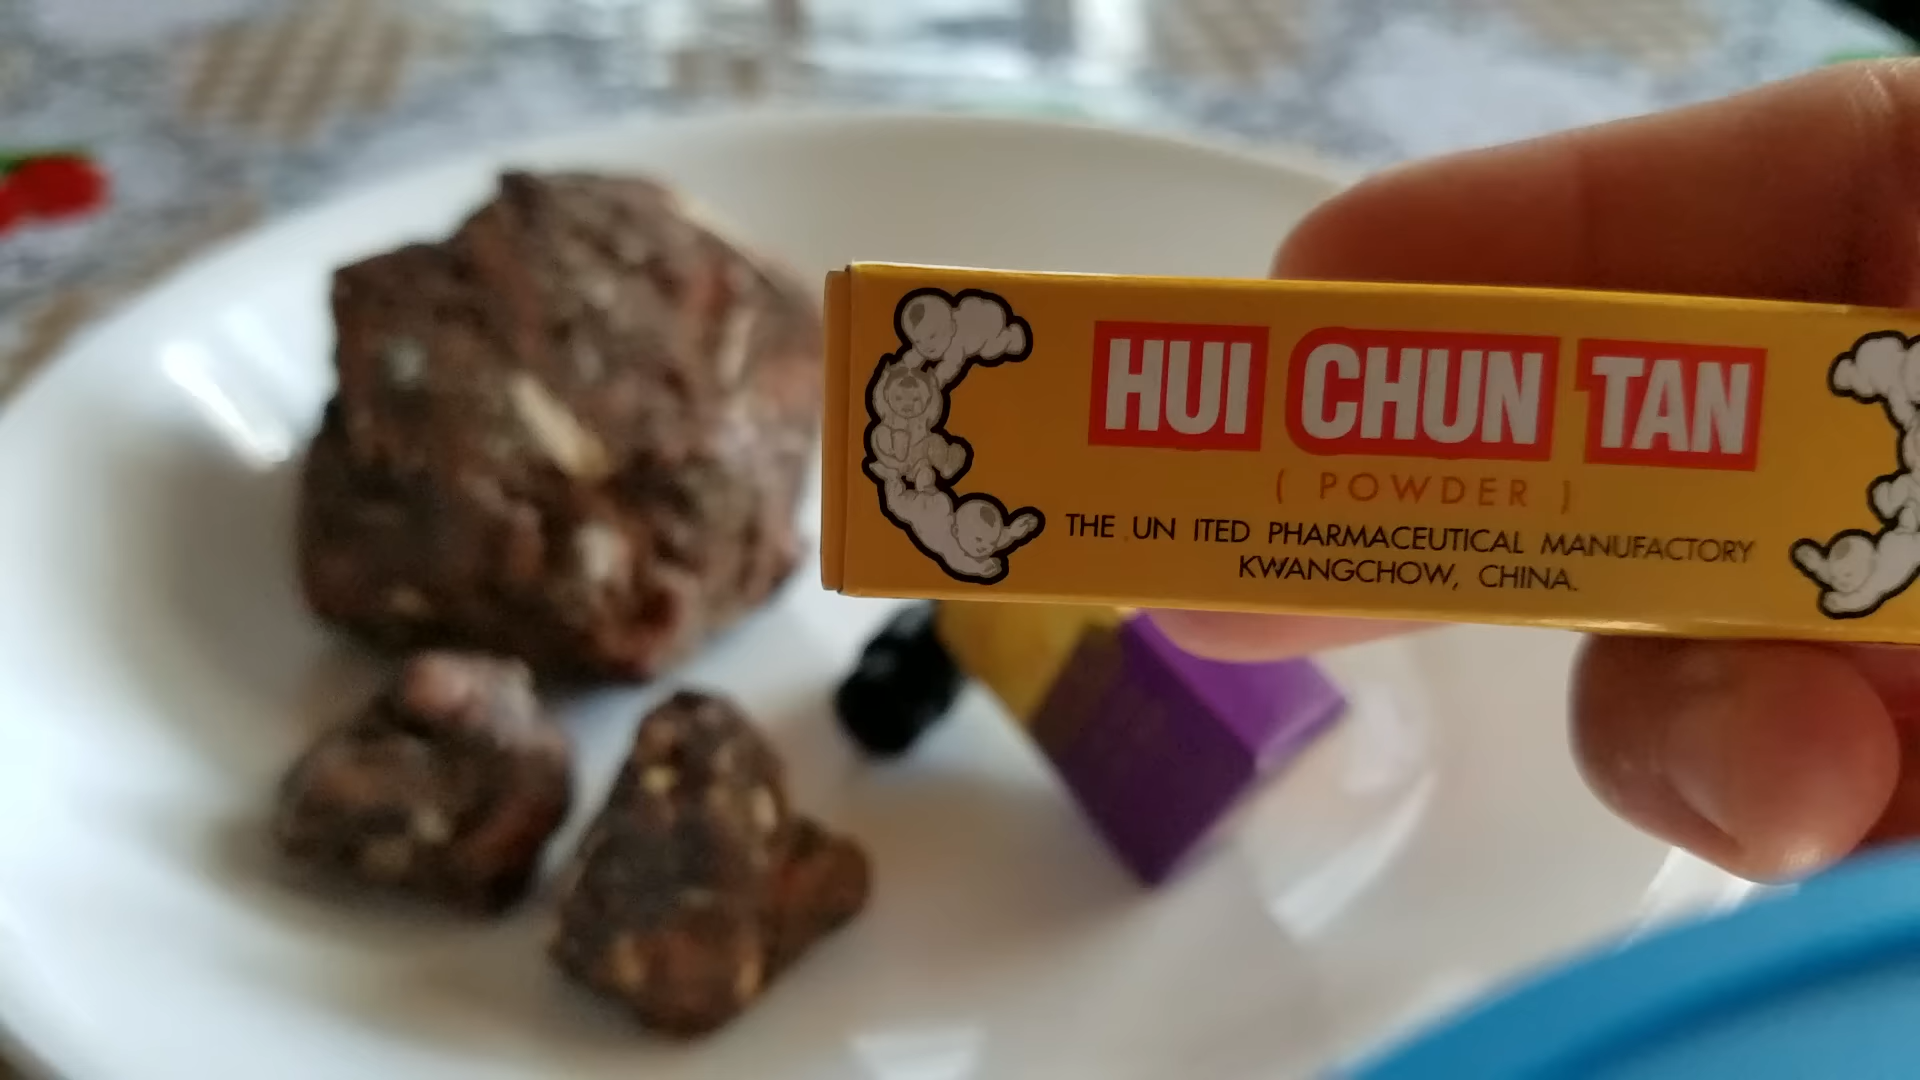 HUI CHUN TAN
( POWDER )
THE UN ITED PHARMACEUTICAL MANUFACTORY
KWANGCHOW, CHINA.